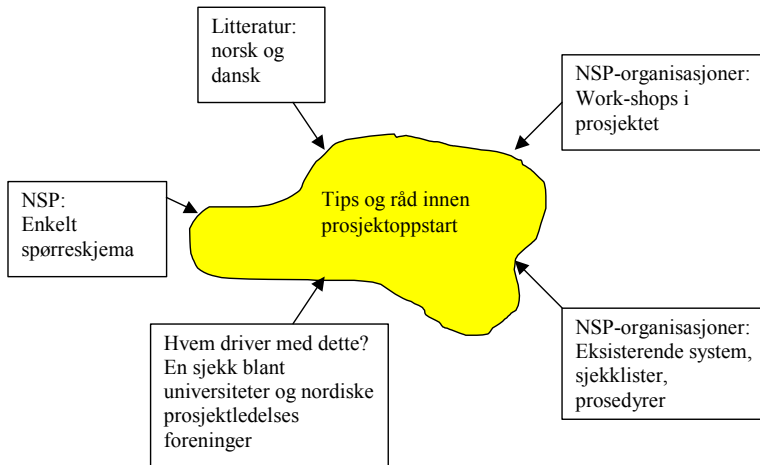 Litteratur:
norsk og
dansk
NSP-organisasjoner:
Work-shops i
prosjektet
NSP:
Enkelt
spørreskjema
Tips og råd innen
prosjektoppstart
Hvem driver med dette?
En sjekk blant
universiteter og nordiske
prosjektledelses
foreninger
NSP-organisasjoner:
Eksisterende system,
sjekklister,
prosedyrer